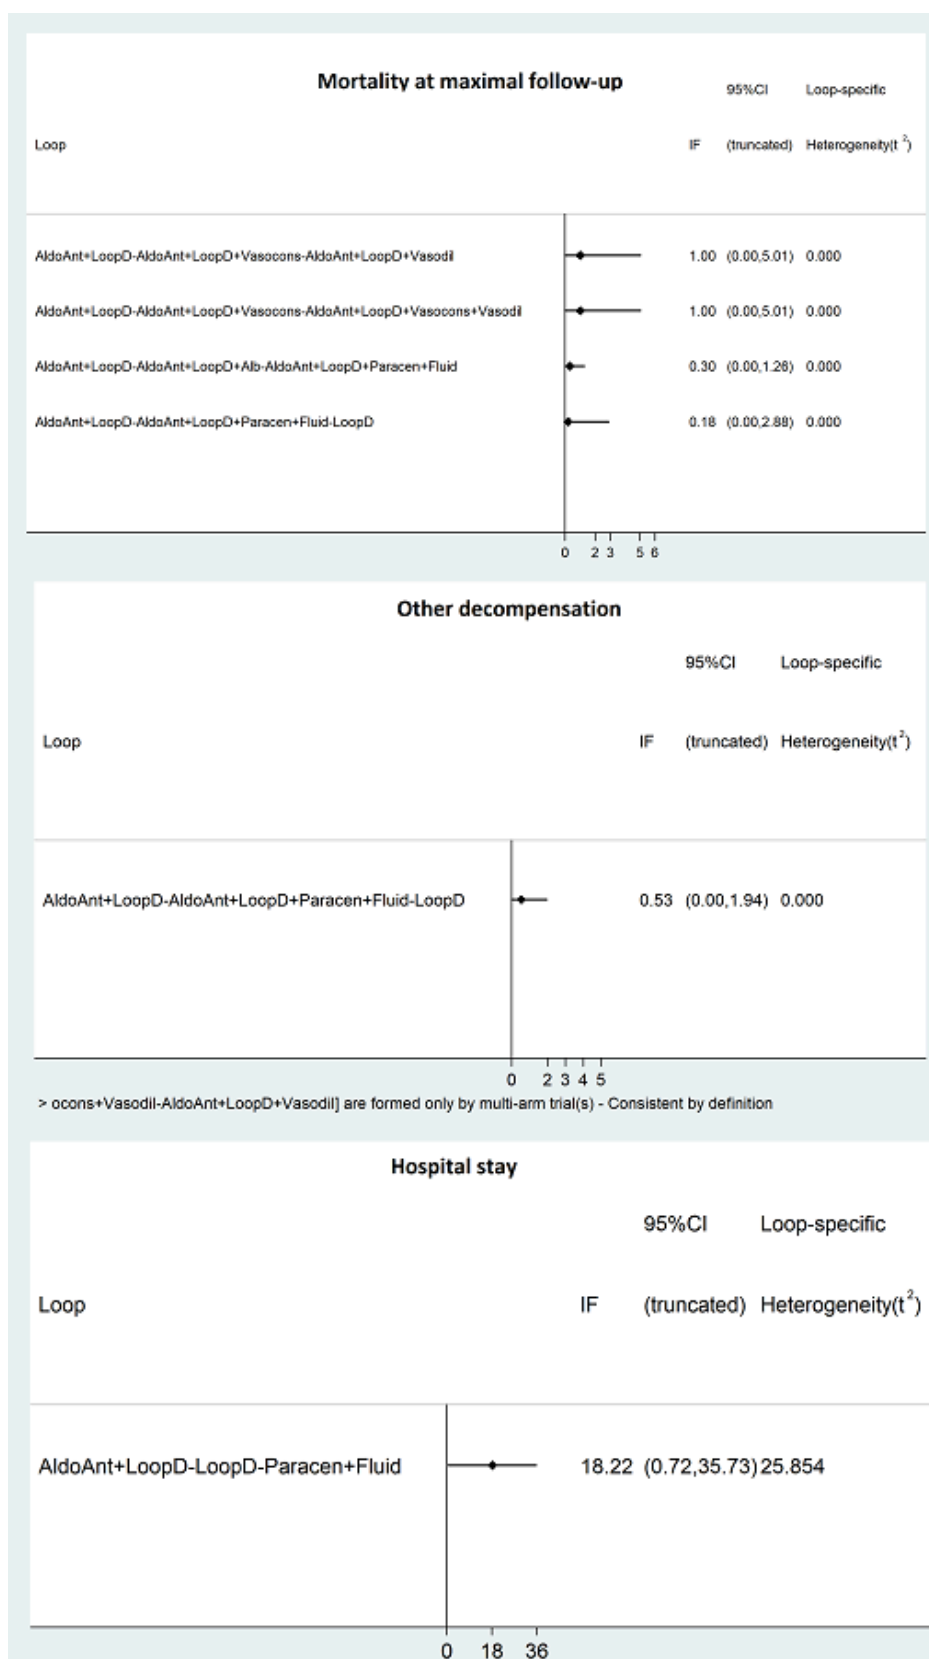 Mortality at maximal follow-up
95%CI Loop-specific
Loop IF (truncated) Heterogeneity(t²)
AldoAnt+LoopD-AldoAnt+LoopD+Vasocons-AldoAnt+LoopD+Vasodil 1.00 (0.00,5.01) 0.000
AldoAnt+LoopD-AldoAnt+LoopD+Vasocons-AldoAnt+LoopD+Vasocons+Vasodil 1.00 (0.00,5.01) 0.000
AldoAnt+LoopD-AldoAnt+LoopD+Alb-AldoAnt+LoopD+Paracen+Fluid 0.30 (0.00,1.26) 0.000
AldoAnt+LoopD-AldoAnt+LoopD+Paracen+Fluid-LoopD 0.18 (0.00,2.88) 0.000
0 2 3 5 6
Other decompensation
95%CI Loop-specific
Loop IF (truncated) Heterogeneity(t²)
AldoAnt+LoopD-AldoAnt+LoopD+Paracen+Fluid-LoopD 0.53 (0.00,1.94) 0.000
0 2 3 4 5
> ocons+Vasodil-AldoAnt+LoopD+Vasodil] are formed only by multi-arm trial(s) - Consistent by definition
Hospital stay
95%CI Loop-specific
Loop IF (truncated) Heterogeneity(t²)
AldoAnt+LoopD-LoopD-Paracen+Fluid 18.22 (0.72,35.73) 25.854
0 18 36